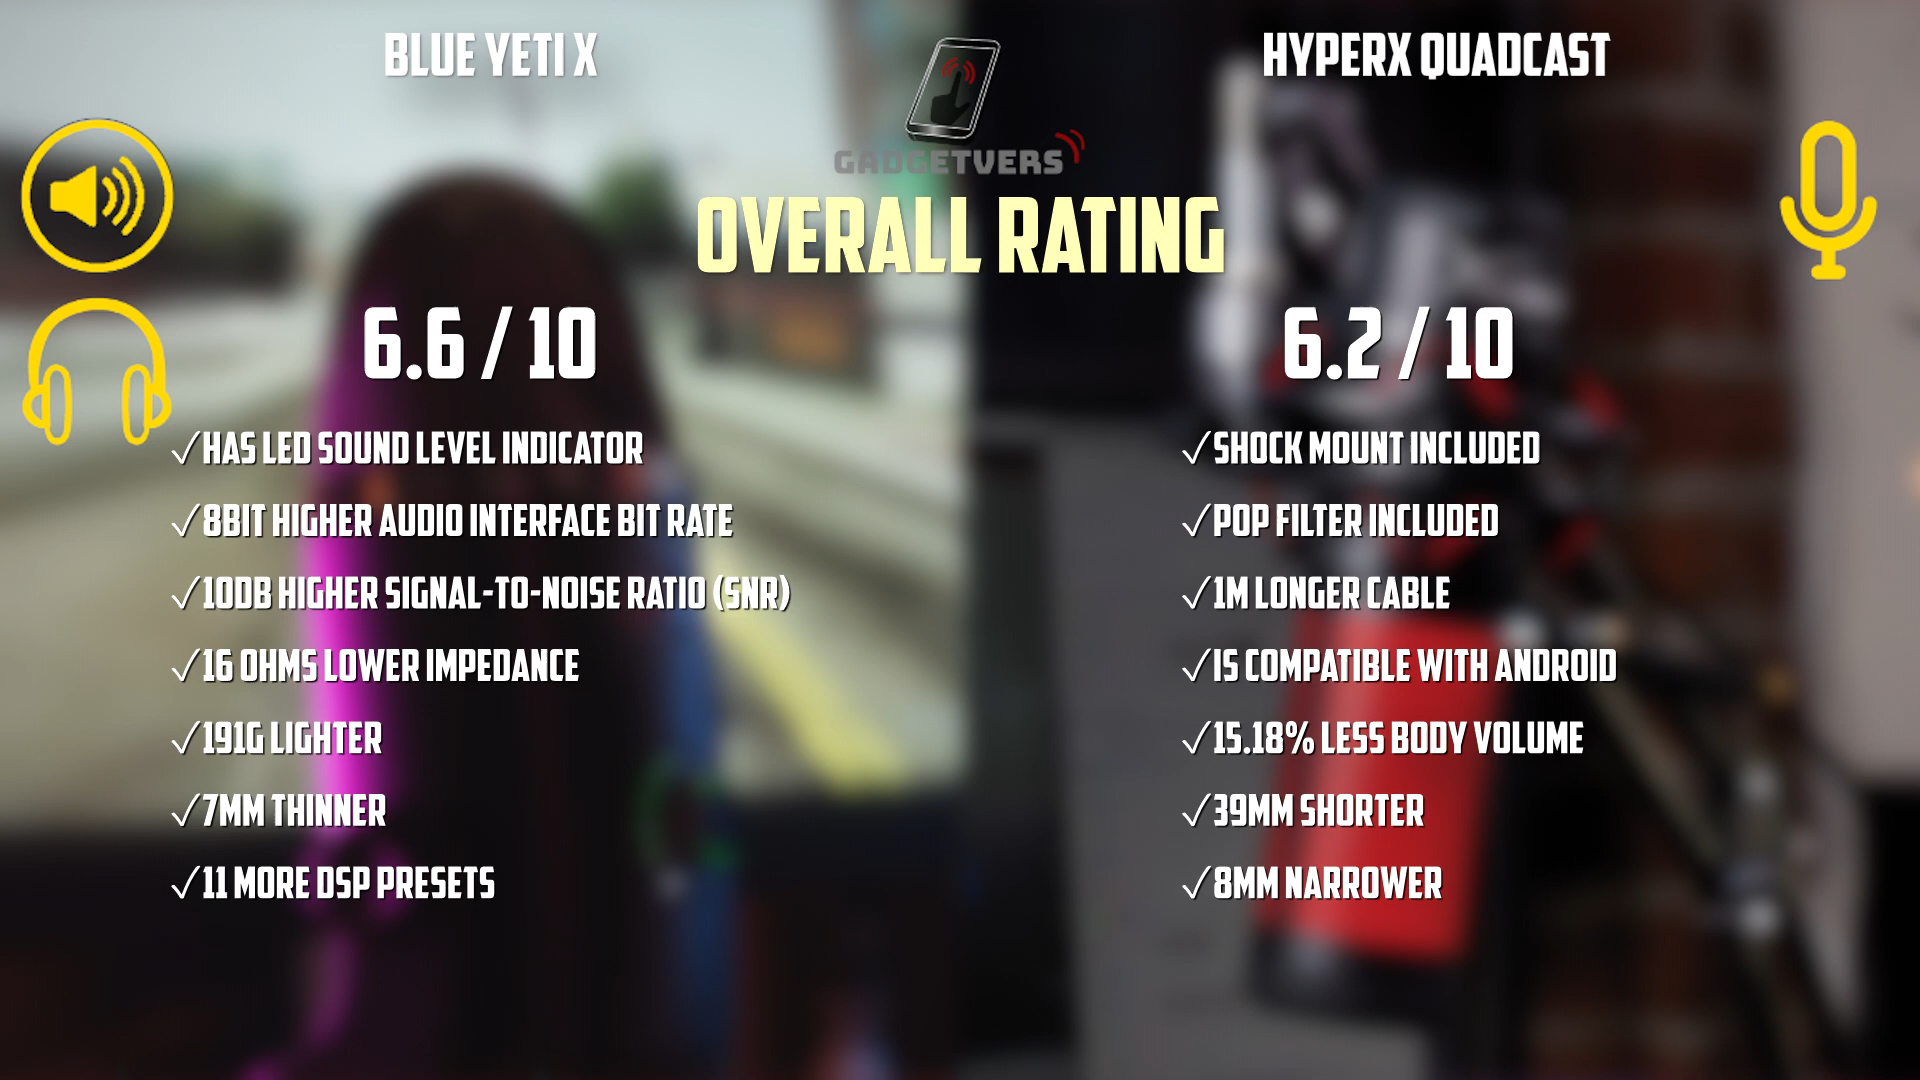 BLUE YETI X
HYPERX QUADCAST
GADGETVERS
OVERALL RATING
6.6 / 10
6.2 / 10
✓HAS LED SOUND LEVEL INDICATOR
✓8BIT HIGHER AUDIO INTERFACE BIT RATE
✓10DB HIGHER SIGNAL-TO-NOISE RATIO (SNR)
✓16 OHMS LOWER IMPEDANCE
✓191G LIGHTER
✓7MM THINNER
✓11 MORE DSP PRESETS
✓SHOCK MOUNT INCLUDED
✓POP FILTER INCLUDED
✓1M LONGER CABLE
✓IS COMPATIBLE WITH ANDROID
✓15.18% LESS BODY VOLUME
✓39MM SHORTER
✓8MM NARROWER